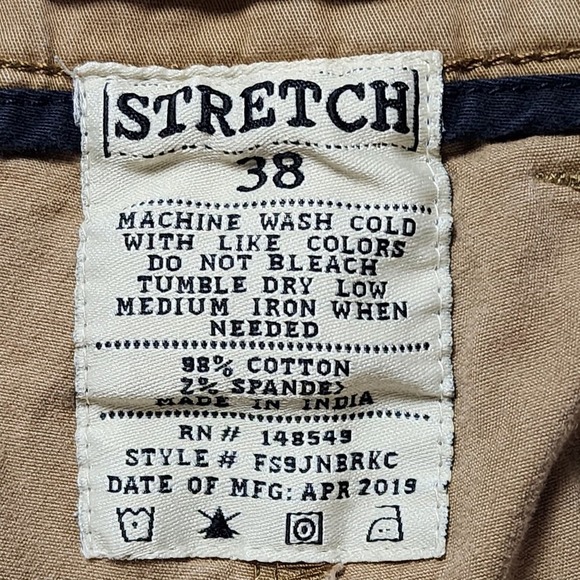 [STRETCH]
38
MACHINE WASH COLD
WITH LIKE COLORS
DO NOT BLEACH
TUMBLE DRY LOW
MEDIUM IRON WHEN
NEEDED
98% COTTON
2% SPANDEX
MADE IN INDIA
RN# 148549
STYLE# FS9JNBRKC
DATE OF MFG: APR 2019